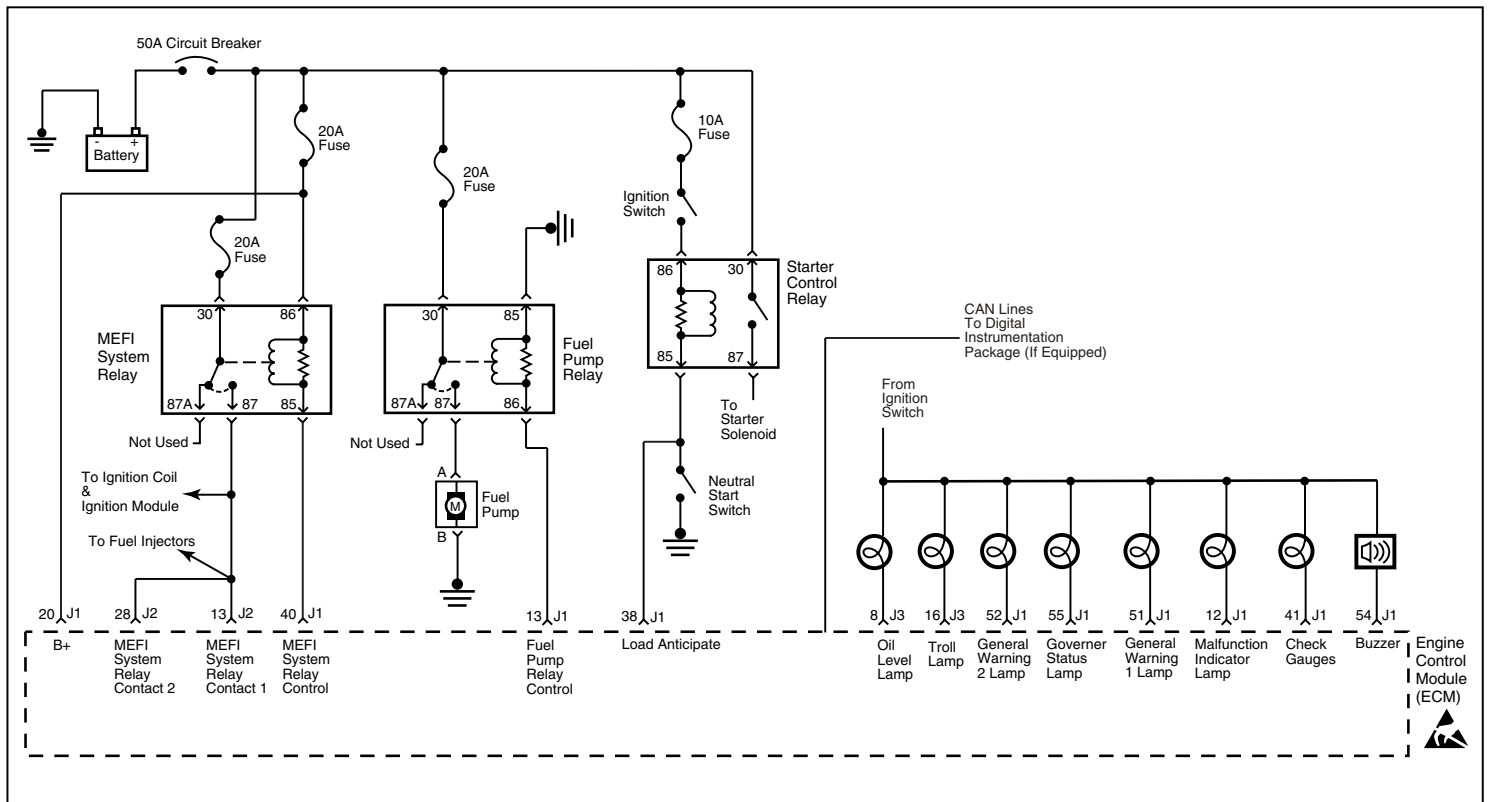 50A Circuit Breaker
- +
Battery
20A
Fuse
20A
Fuse
20A
Fuse
10A
Fuse
Ignition
Switch
30 86
MEFI
System
Relay
87A 87 85
Not Used
30 85
Fuel
Pump
Relay
87A 87 86
Not Used
86 30
Starter
Control
Relay
85 87
To
Starter
Solenoid
CAN Lines
To Digital
Instrumentation
Package (If Equipped)
From
Ignition
Switch
To Ignition Coil
&
Ignition Module
To Fuel Injectors
A
M
Fuel
Pump
B
Neutral
Start
Switch
20 J1
28 J2
13 J2
40 J1
13 J1
38 J1
8 J3
16 J3
52 J1
55 J1
51 J1
12 J1
41 J1
54 J1
B+
MEFI
System
Relay
Contact 2
MEFI
System
Relay
Contact 1
MEFI
System
Relay
Control
Fuel
Pump
Relay
Control
Load Anticipate
Oil
Level
Lamp
Troll
Lamp
General
Warning
2 Lamp
Governer
Status
Lamp
General
Warning
1 Lamp
Malfunction
Indicator
Lamp
Check
Gauges
Buzzer
Engine
Control
Module
(ECM)